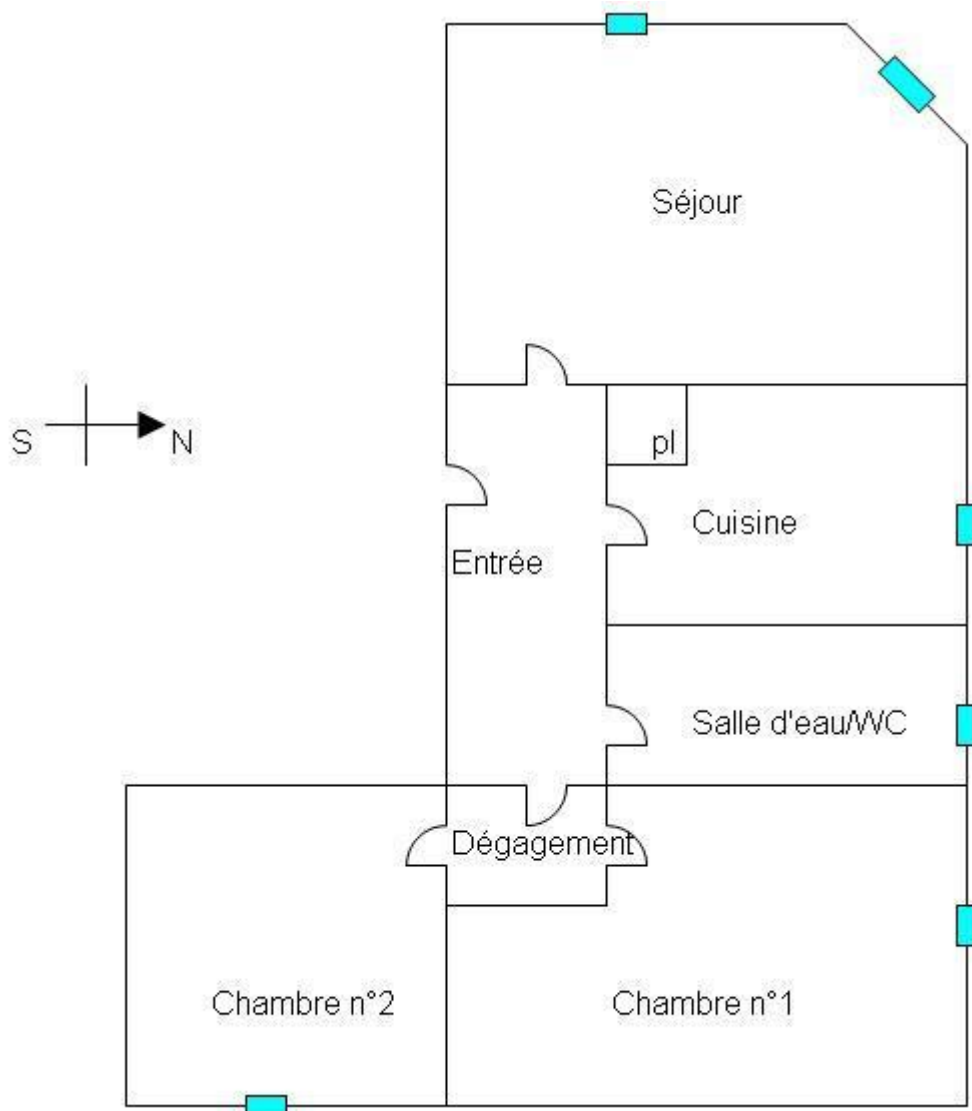 Séjour
S
N
pl
Cuisine
Entrée
Salle d'eau/WC
Dégagement
Chambre n°2
Chambre n°1